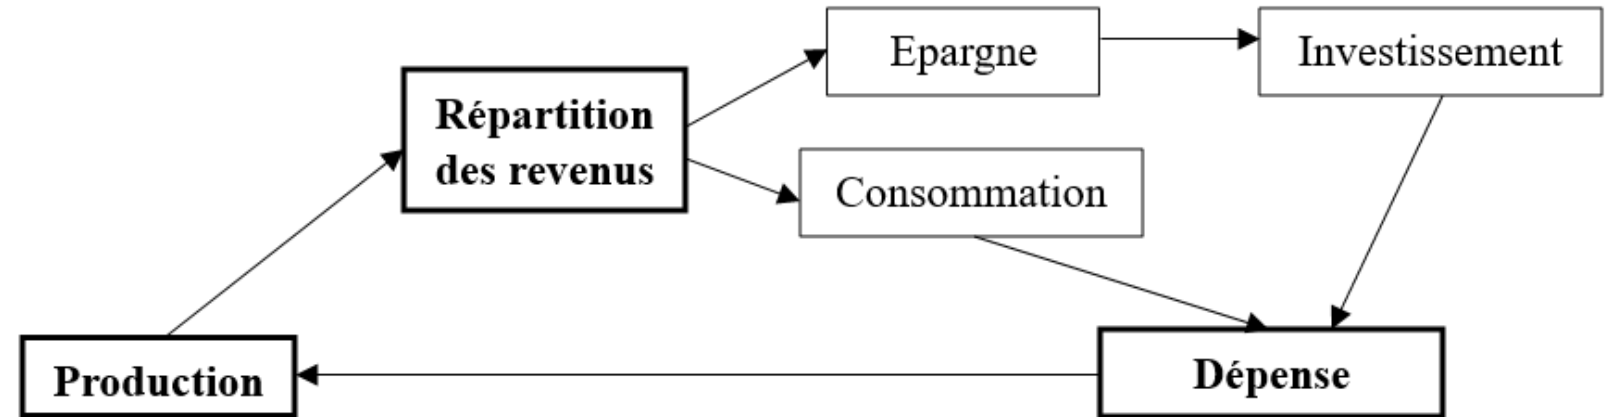 Epargne
Investissement
Répartition
des revenus
Consommation
Production
Dépense